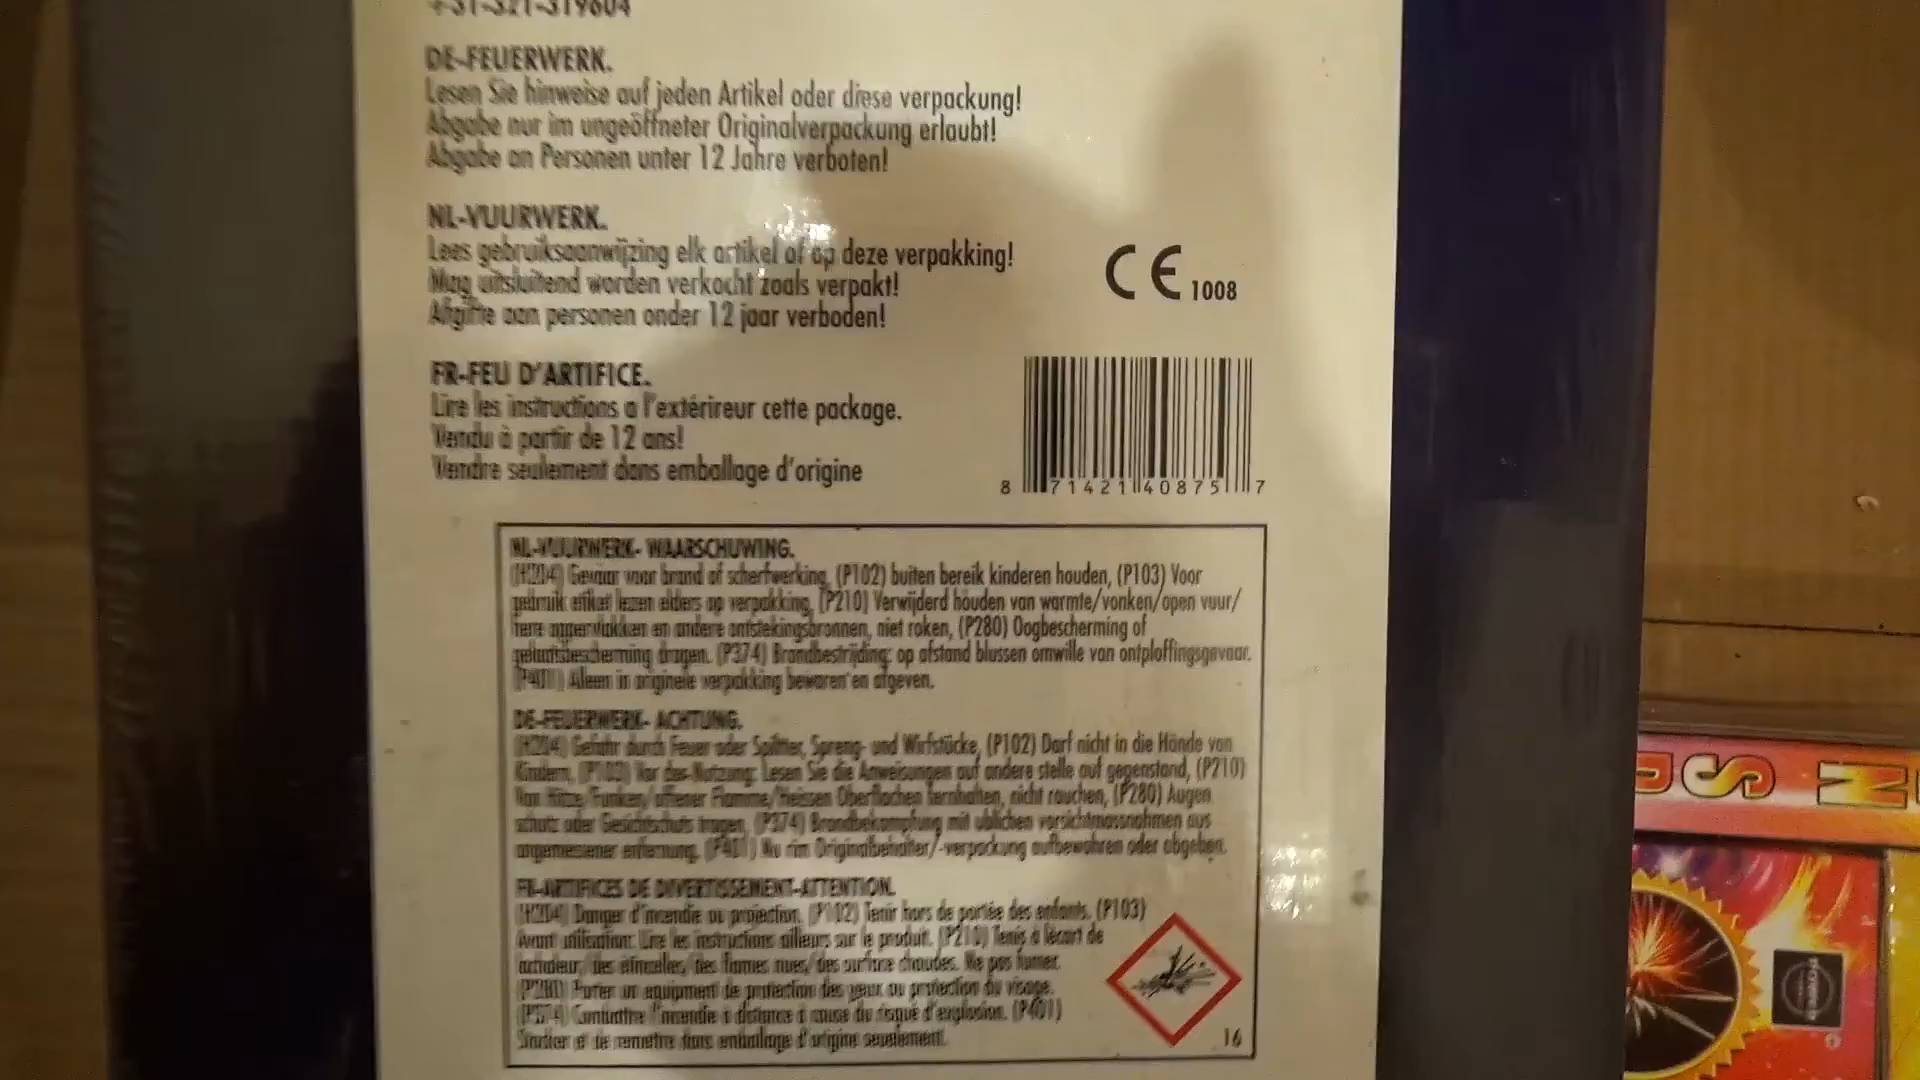 +31-321-319604
DE-FEUERWERK.
Lesen Sie hinweise auf jeden Artikel oder diese verpackung!
Abgabe nur im ungeöffneter Originalverpackung erlaubt!
Abgabe an Personen unter 12 Jahre verboten!
NL-VUURWERK.
Lees gebruiksaanwijzing elk artikel of op deze verpakking!
Mag uitsluitend worden verkocht zoals verpakt!
Afgifte aan personen onder 12 jaar verboden!
CE 1008
FR-FEU D'ARTIFICE.
Lire les instructions a l'extérireur cette package.
Vendu à partir de 12 ans!
Vendre seulement dans emballage d'origine
8 714214 087517
NL-VUURWERK- WAARSCHUWING.
(H204) Gevaar voor brand of scherfwerking, (P102) buiten bereik kinderen houden, (P103) Voor
gebruik etiket lezen elders op verpakking, (P210) Verwijderd houden van warmte/vonken/open vuur/
hete oppervlakken en andere ontstekingsbronnen, niet roken, (P280) Oogbescherming of
gelaatsbescherming dragen. (P374) Brandbestrijding: op afstand blussen omwille van ontploffingsgevaar.
(P401) Alleen in originele verpakking bewaren en afgeven.
DE-FEUERWERK- ACHTUNG.
(H204) Gefahr durch Feuer oder Splitter, Spreng- und Wirfstücke, (P102) Darf nicht in die Hände von
Kindern, (P103) Vor der Nutzung: Lesen Sie die Anweisungen auf andere stelle auf gegenstand, (P210)
Von Hitze/Funken/offener Flamme/Heissen Oberflachen fernhalten, nicht rauchen, (P280) Augen
schutz oder Gesichtschuts tragen, (P374) Brandbekampfung mit ublichen vorsichtmassnahmen aus
angemessener enfernung. (P401) Nu rim Originalbehalter/-verpackung aufbewahren oder abgeben.
FR-ARTIFICES DE DIVERTISSEMENT-ATTENTION.
(H204) Danger d'incendie ou projection. (P102) Tenir hors de portée des enfants. (P103)
Avant utilisation: Lire les instructions ailleurs sur le produit. (P210) Tenis à lècart de
des étincelles/des flames nues/des surface chaudes. Ne pas fumer.
(P280) Porter un equipment de protection des yeux ou protection du visage.
(P374) Combattre l'incendie à distance à cause du risque d'explosion. (P401)
de remettre dans emballage d'origine seulement.
16